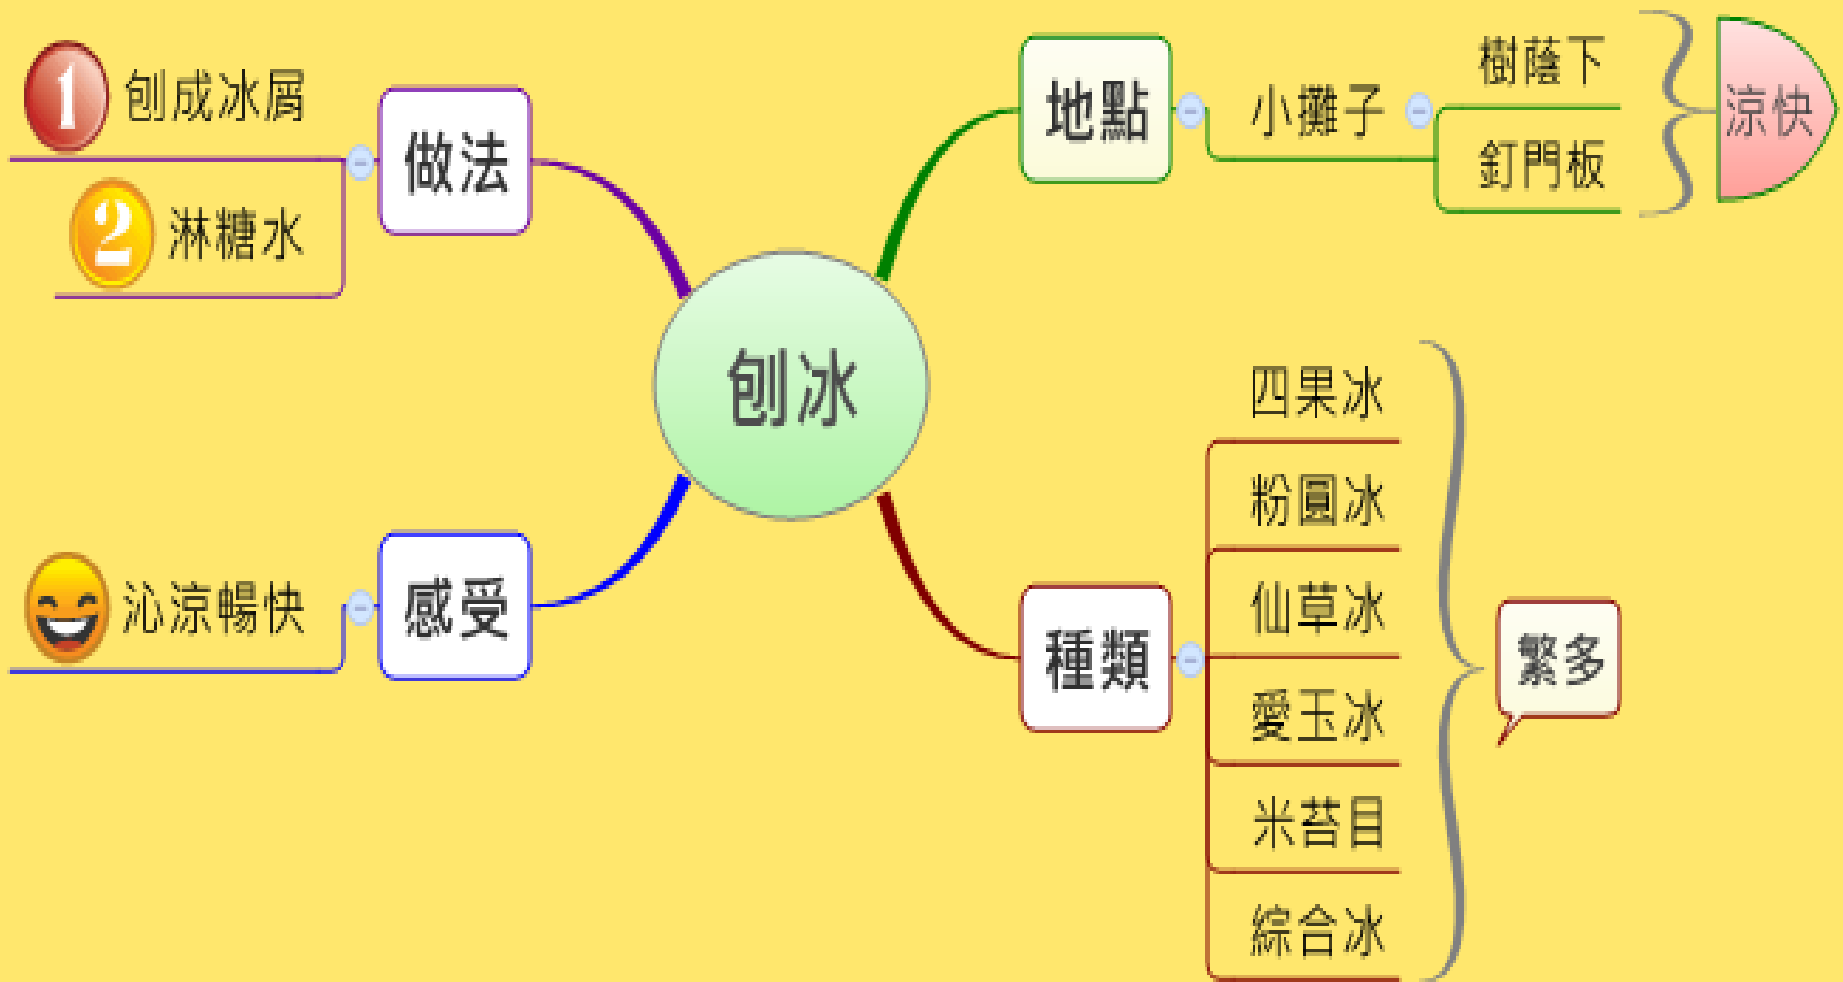 刨冰
做法
1 刨成冰屑
2 淋糖水
感受
沁涼暢快
地點
小攤子
樹蔭下
釘門板
涼快
種類
四果冰
粉圓冰
仙草冰
愛玉冰
米苔目
綜合冰
繁多